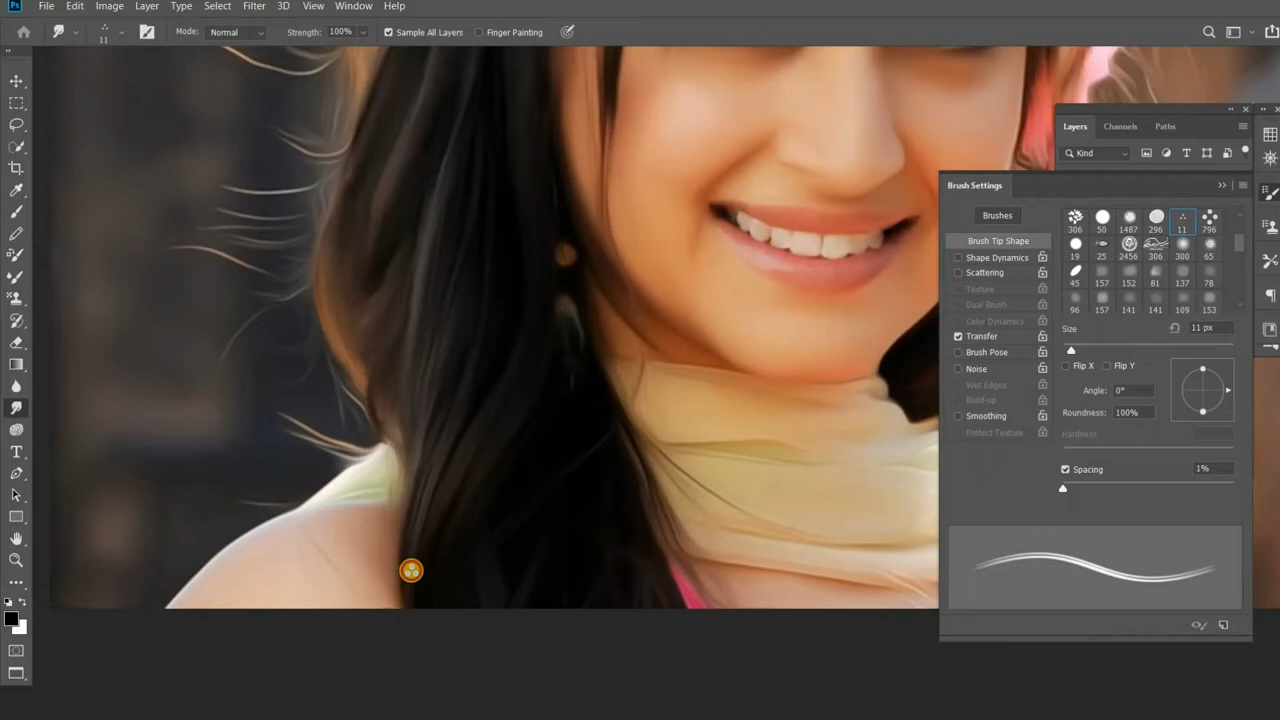 Ps File Edit Image Layer Type Select Filter 3D View Window Help
11 Mode: Normal Strength: 100% Sample All Layers Finger Painting
Layers Channels Paths
Kind
Brush Settings
Brushes
Brush Tip Shape
Shape Dynamics
Scattering
Texture
Dual Brush
Color Dynamics
Transfer
Brush Pose
Noise
Wet Edges
Build-up
Smoothing
Protect Texture
306 50 1487 296 11 796
19 25 2456 306 300 65
45 157 152 81 137 78
96 157 141 141 109 153
Size 11 px
Flip X Flip Y
Angle: 0°
Roundness: 100%
Hardness
Spacing 1%
T